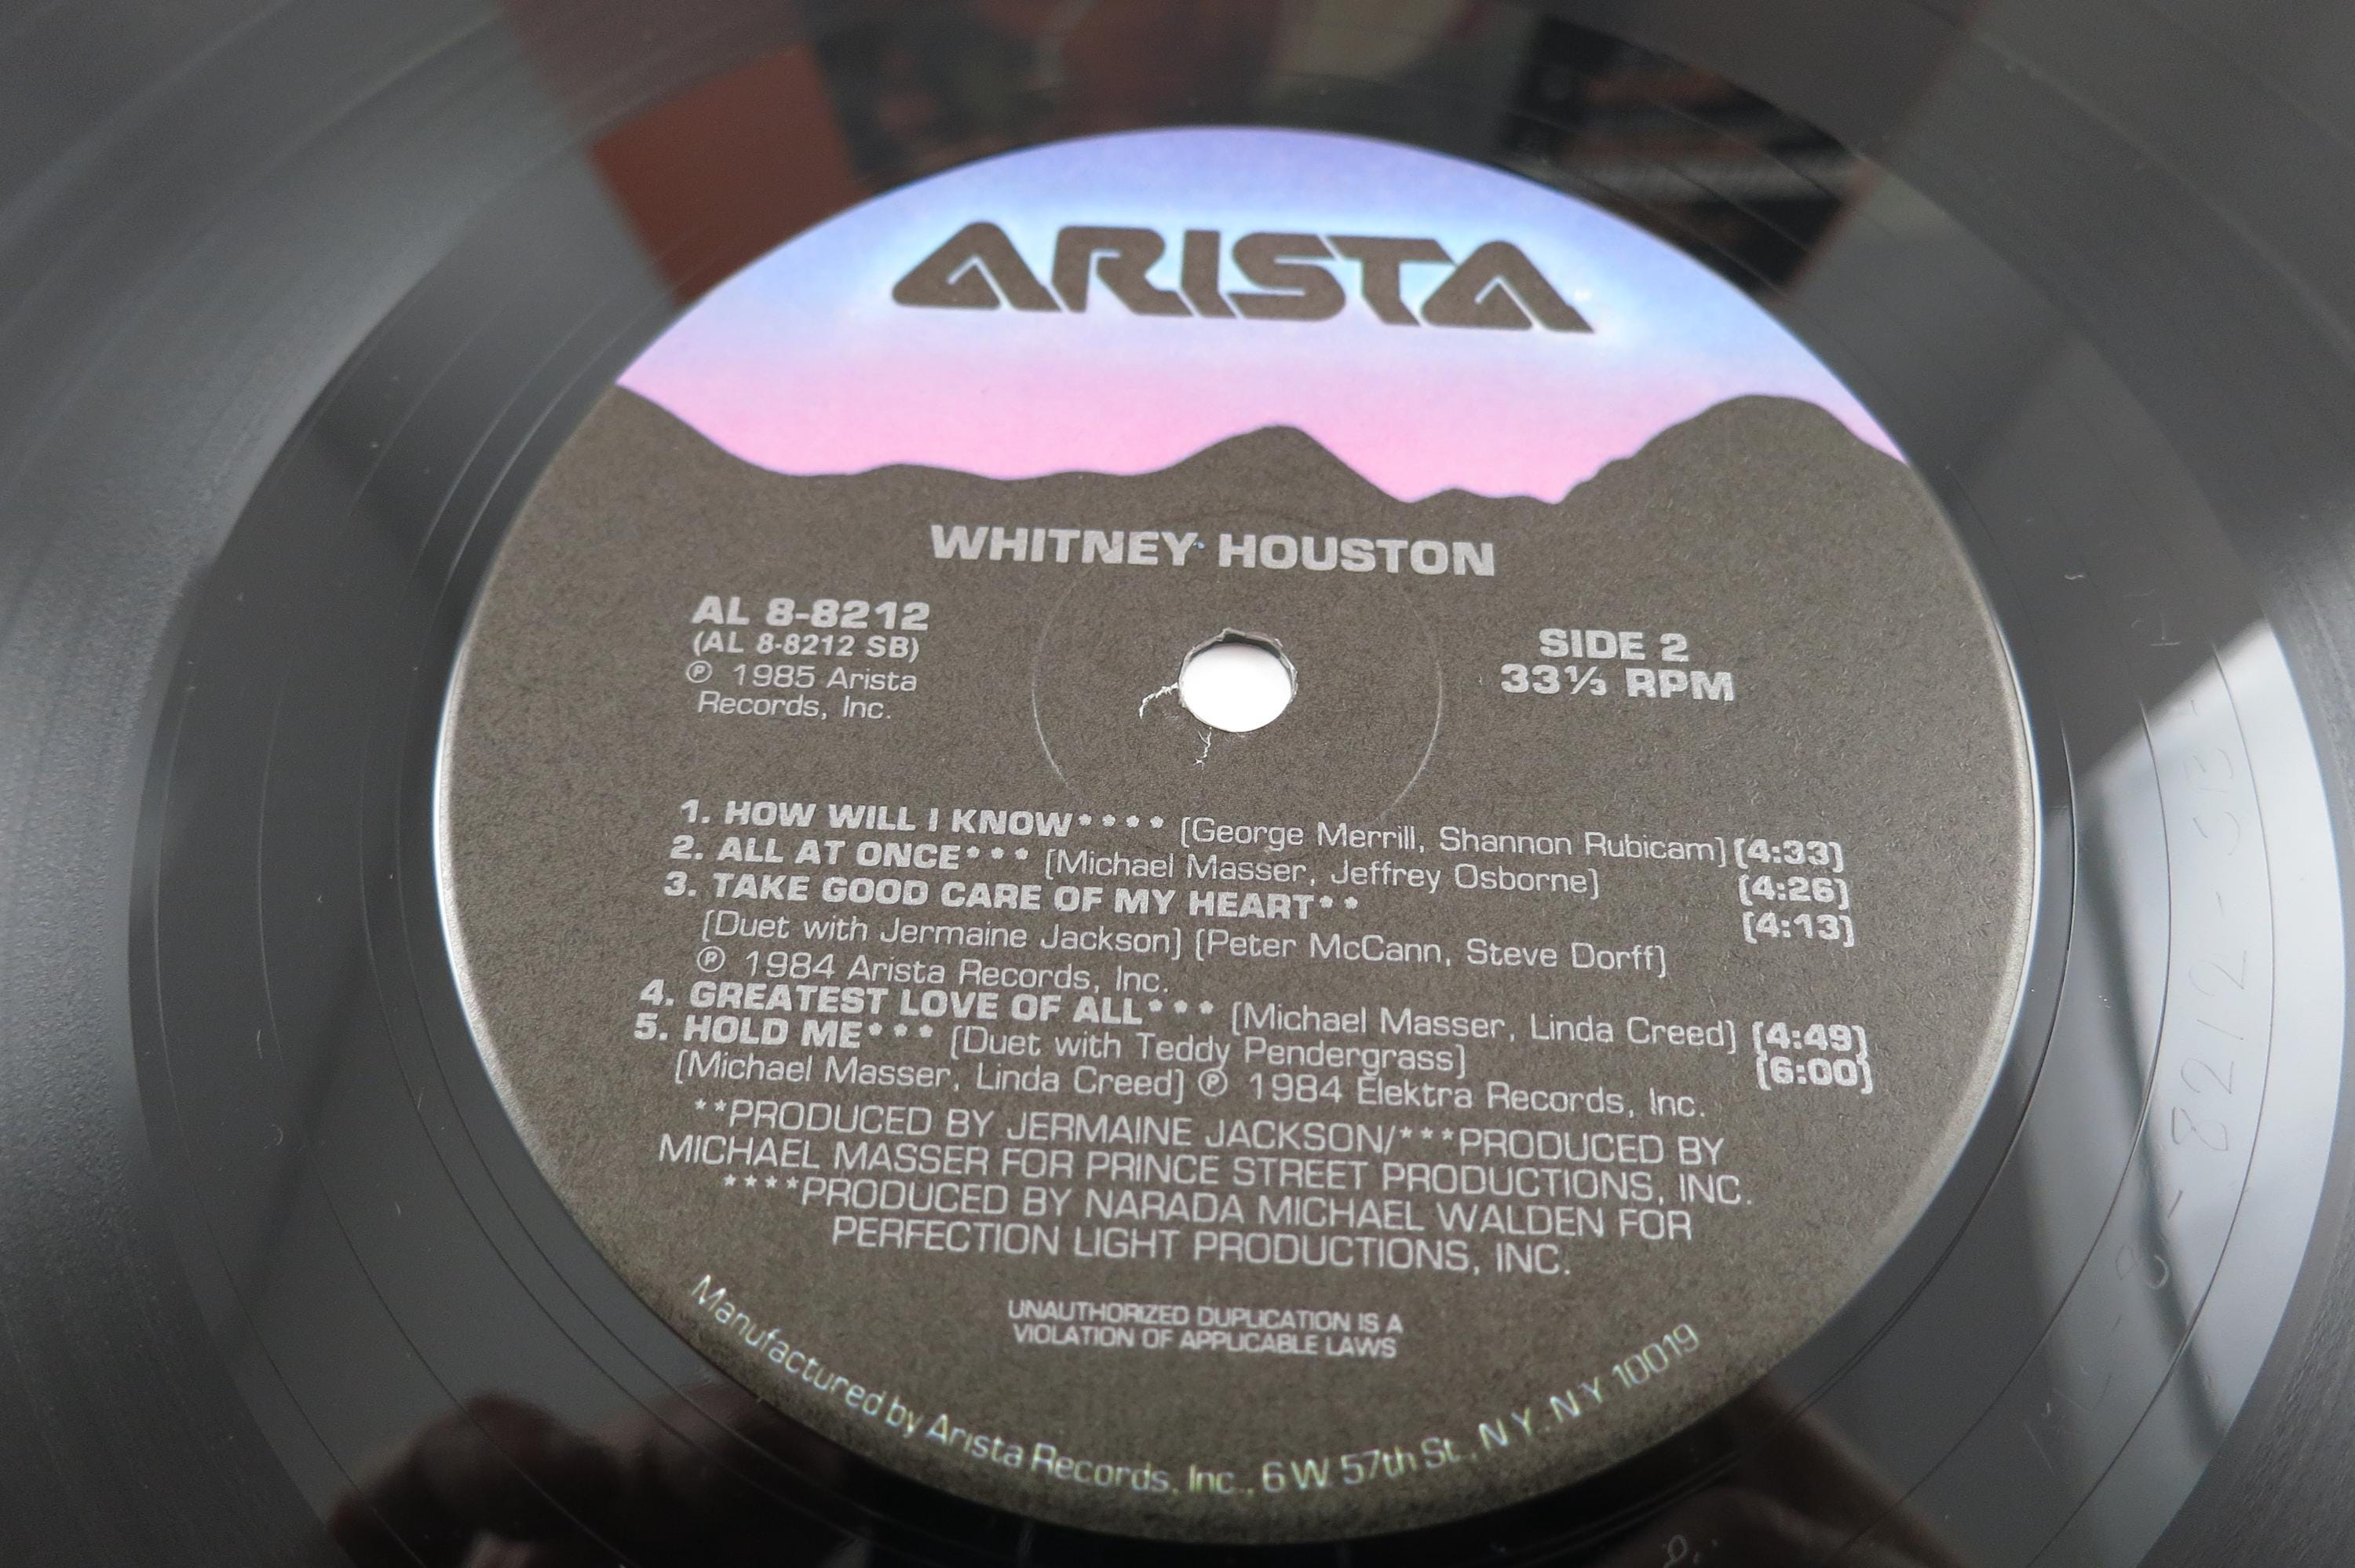 ARISTA
WHITNEY HOUSTON
AL 8-8212
(AL 8-8212 SB)
℗ 1985 Arista
Records, Inc.
SIDE 2
33⅓ RPM
1. HOW WILL I KNOW**** [George Merrill, Shannon Rubicam] [4:33]
2. ALL AT ONCE*** [Michael Masser, Jeffrey Osborne] [4:26]
3. TAKE GOOD CARE OF MY HEART** [4:13]
[Duet with Jermaine Jackson] [Peter McCann, Steve Dorff]
℗ 1984 Arista Records, Inc.
4. GREATEST LOVE OF ALL*** [Michael Masser, Linda Creed] [4:49]
5. HOLD ME*** [Duet with Teddy Pendergrass] [6:00]
[Michael Masser, Linda Creed] ℗ 1984 Elektra Records, Inc.
**PRODUCED BY JERMAINE JACKSON/***PRODUCED BY
MICHAEL MASSER FOR PRINCE STREET PRODUCTIONS, INC.
****PRODUCED BY NARADA MICHAEL WALDEN FOR
PERFECTION LIGHT PRODUCTIONS, INC.
UNAUTHORIZED DUPLICATION IS A
VIOLATION OF APPLICABLE LAWS
Manufactured by Arista Records, Inc., 6 W. 57th St., N.Y. N.Y 10019
8-8212-